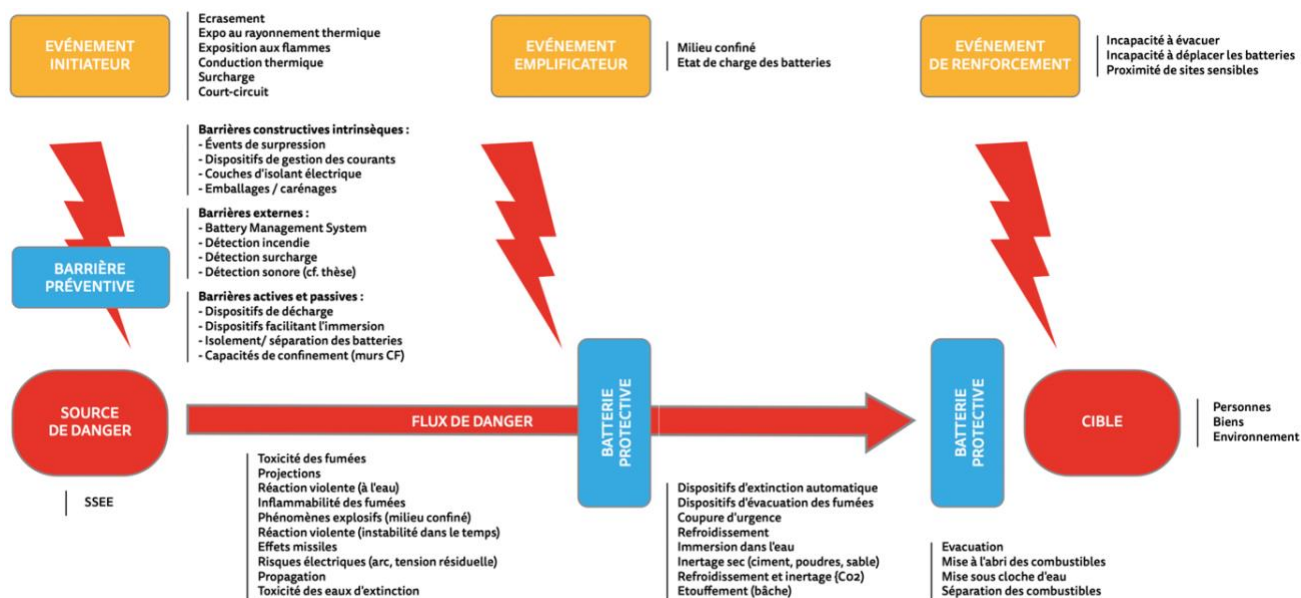 EVÉNEMENT
INITIATEUR
Ecrasement
Expo au rayonnement thermique
Exposition aux flammes
Conduction thermique
Surcharge
Court-circuit
EVÉNEMENT
EMPLIFICATEUR
Milieu confiné
Etat de charge des batteries
EVÉNEMENT
DE RENFORCEMENT
Incapacité à évacuer
Incapacité à déplacer les batteries
Proximité de sites sensibles
Barrières constructives intrinsèques :
- Évents de surpression
- Dispositifs de gestion des courants
- Couches d'isolant électrique
- Emballages / carénages
Barrières externes :
- Battery Management System
- Détection incendie
- Détection surcharge
- Détection sonore (cf. thèse)
BARRIÈRE
PRÉVENTIVE
Barrières actives et passives :
- Dispositifs de décharge
- Dispositifs facilitant l'immersion
- Isolement/ séparation des batteries
- Capacités de confinement (murs CF)
SOURCE
DE DANGER
SSEE
FLUX DE DANGER
Toxicité des fumées
Projections
Réaction violente (à l'eau)
Inflammabilité des fumées
Phénomènes explosifs (milieu confiné)
Réaction violente (instabilité dans le temps)
Effets missiles
Risques électriques (arc, tension résiduelle)
Propagation
Toxicité des eaux d'extinction
BATTERIE
PROTECTIVE
Dispositifs d'extinction automatique
Dispositifs d'évacuation des fumées
Coupure d'urgence
Refroidissement
Immersion dans l'eau
Inertage sec (ciment, poudres, sable)
Refroidissement et inertage {C02)
Etouffement (bâche)
BATTERIE
PROTECTIVE
Evacuation
Mise à l'abri des combustibles
Mise sous cloche d'eau
Séparation des combustibles
CIBLE
Personnes
Biens
Environnement